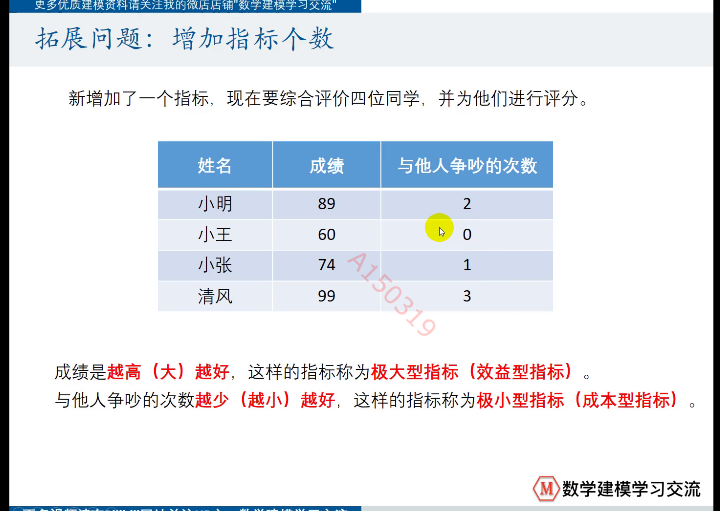 更多优质建模资料请关注我的微店店铺"数学建模学习交流"
拓展问题：增加指标个数
新增加了一个指标，现在要综合评价四位同学，并为他们进行评分。
姓名 成绩 与他人争吵的次数
小明 89 2
小王 60 0
小张 74 1
清风 99 3
A150319
成绩是越高（大）越好，这样的指标称为极大型指标（效益型指标）。
与他人争吵的次数越少（越小）越好，这样的指标称为极小型指标（成本型指标）。
M 数学建模学习交流